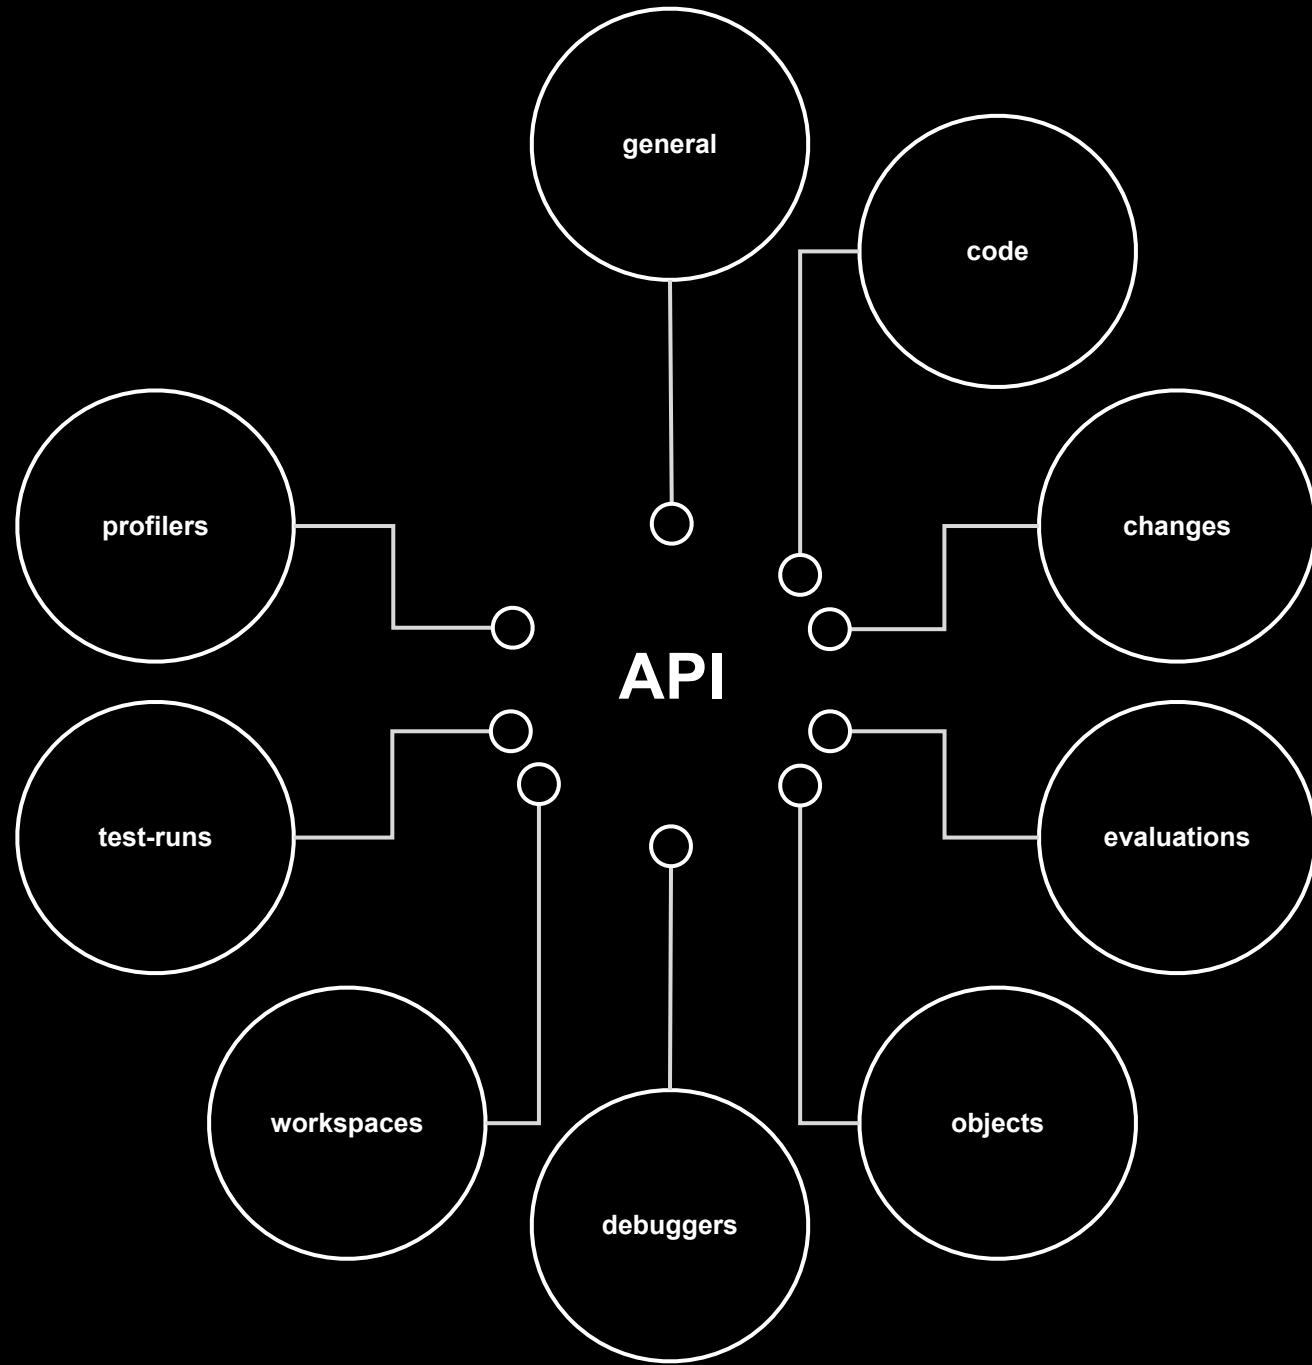 general
code
profilers
changes
API
test-runs
evaluations
workspaces
objects
debuggers